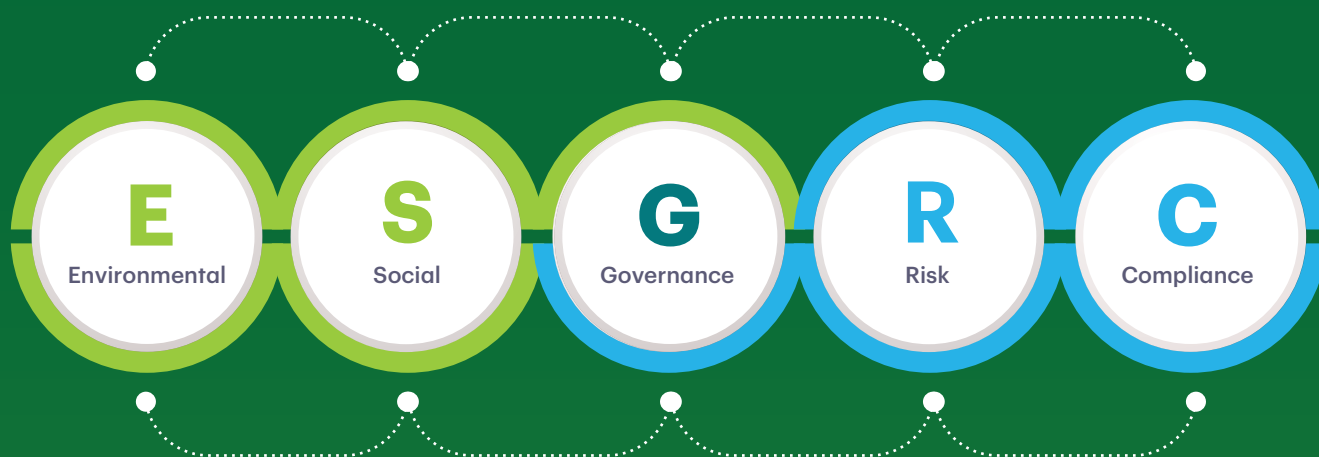 E
Environmental
S
Social
G
Governance
R
Risk
C
Compliance